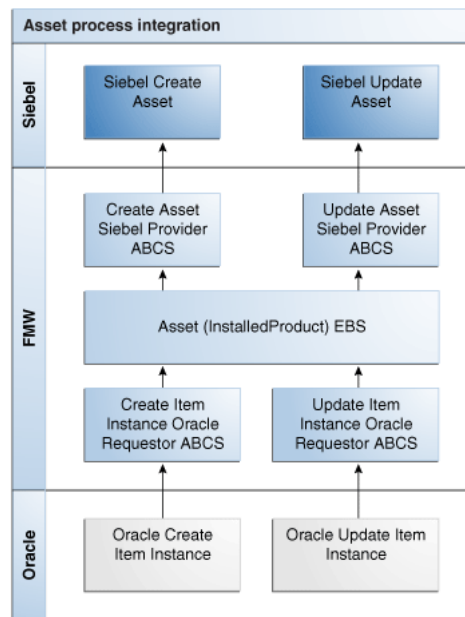 Asset process integration
Siebel
Siebel Create
Asset
Siebel Update
Asset
FMW
Create Asset
Siebel Provider
ABCS
Update Asset
Siebel Provider
ABCS
Asset (InstalledProduct) EBS
Create Item
Instance Oracle
Requestor ABCS
Update Item
Instance Oracle
Requestor ABCS
Oracle
Oracle Create
Item Instance
Oracle Update Item
Instance